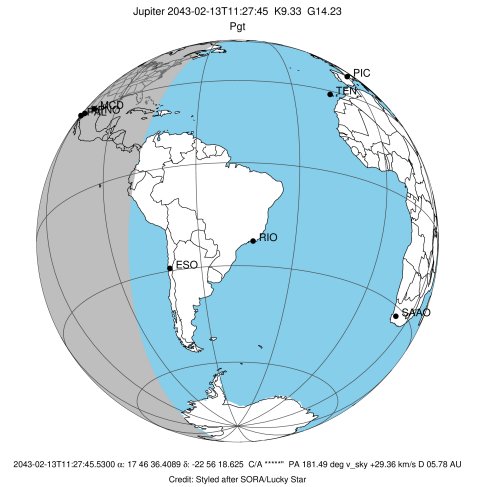 Jupiter 2043-02-13T11:27:45 K9.33 G14.23
Pgt
PIC
TEN
MCD
RIO
ESO
SAAO
2043-02-13T11:27:45.5300 α: 17 46 36.4089 δ: -22 56 18.625 C/A *****" PA 181.49 deg v_sky +29.36 km/s D 05.78 AU
Credit: Styled after SORA/Lucky Star